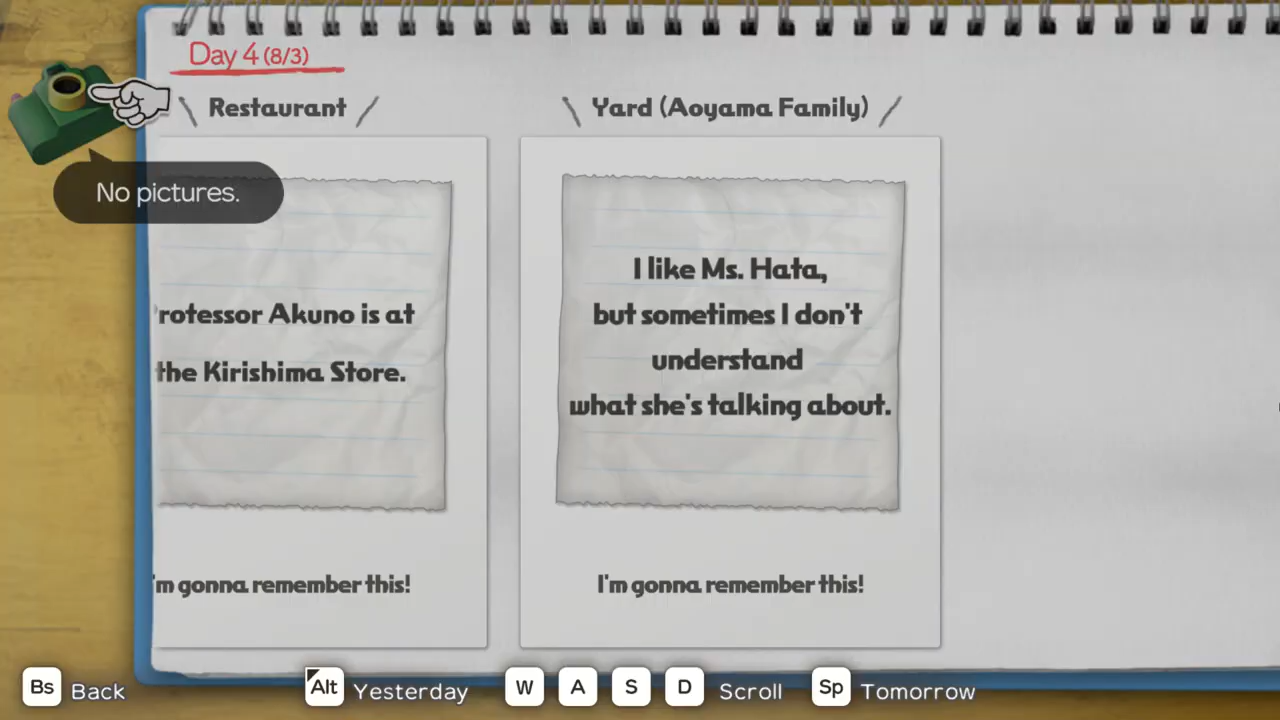 Day 4 (8/3)
Restaurant
Yard (Aoyama Family)
No pictures.
rofessor Akuno is at
the Kirishima Store.
'm gonna remember this!
I like Ms. Hata,
but sometimes I don't
understand
what she's talking about.
I'm gonna remember this!
Bs Back
Alt Yesterday
W A S D Scroll
Sp Tomorrow